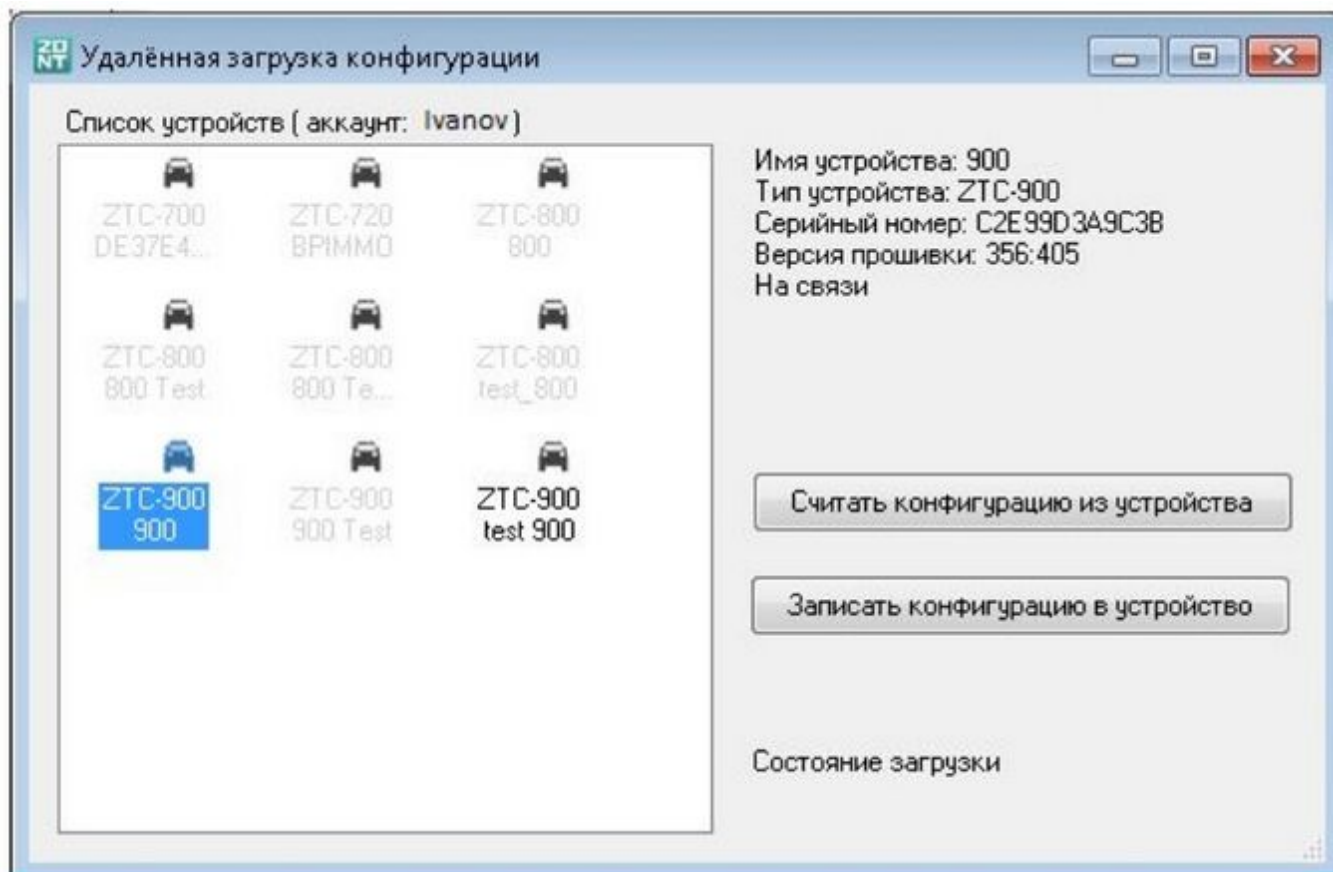 ZONT Удалённая загрузка конфигурации
Список устройств ( аккаунт: Ivanov )
ZTC-700
DE37E4...
ZTC-720
BPIMMO
ZTC-800
800
ZTC-800
800 Test
ZTC-800
800 Te...
ZTC-800
test_800
ZTC-900
900
ZTC-900
900 Test
ZTC-900
test 900
Имя устройства: 900
Тип устройства: ZTC-900
Серийный номер: C2E99D3A9C3B
Версия прошивки: 356:405
На связи
Считать конфигурацию из устройства
Записать конфигурацию в устройство
Состояние загрузки